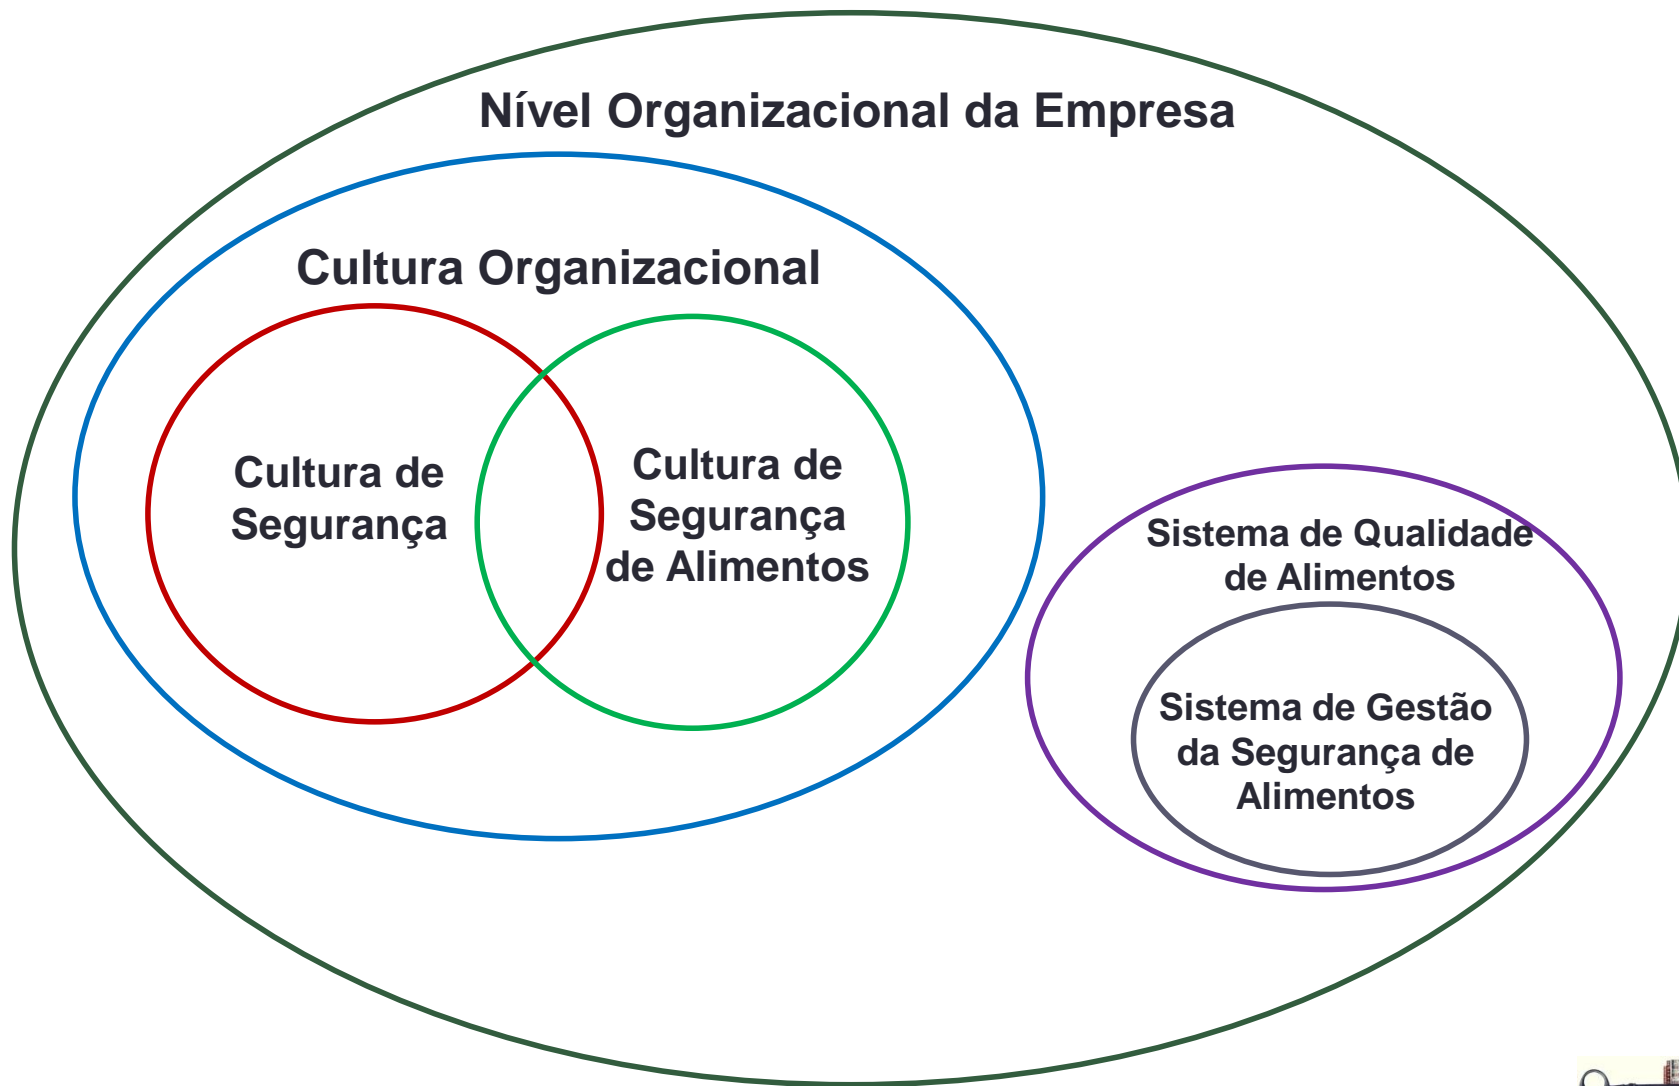 Nível Organizacional da Empresa
Cultura Organizacional
Cultura de
Segurança
Cultura de
Segurança
de Alimentos
Sistema de Qualidade
de Alimentos
Sistema de Gestão
da Segurança de
Alimentos